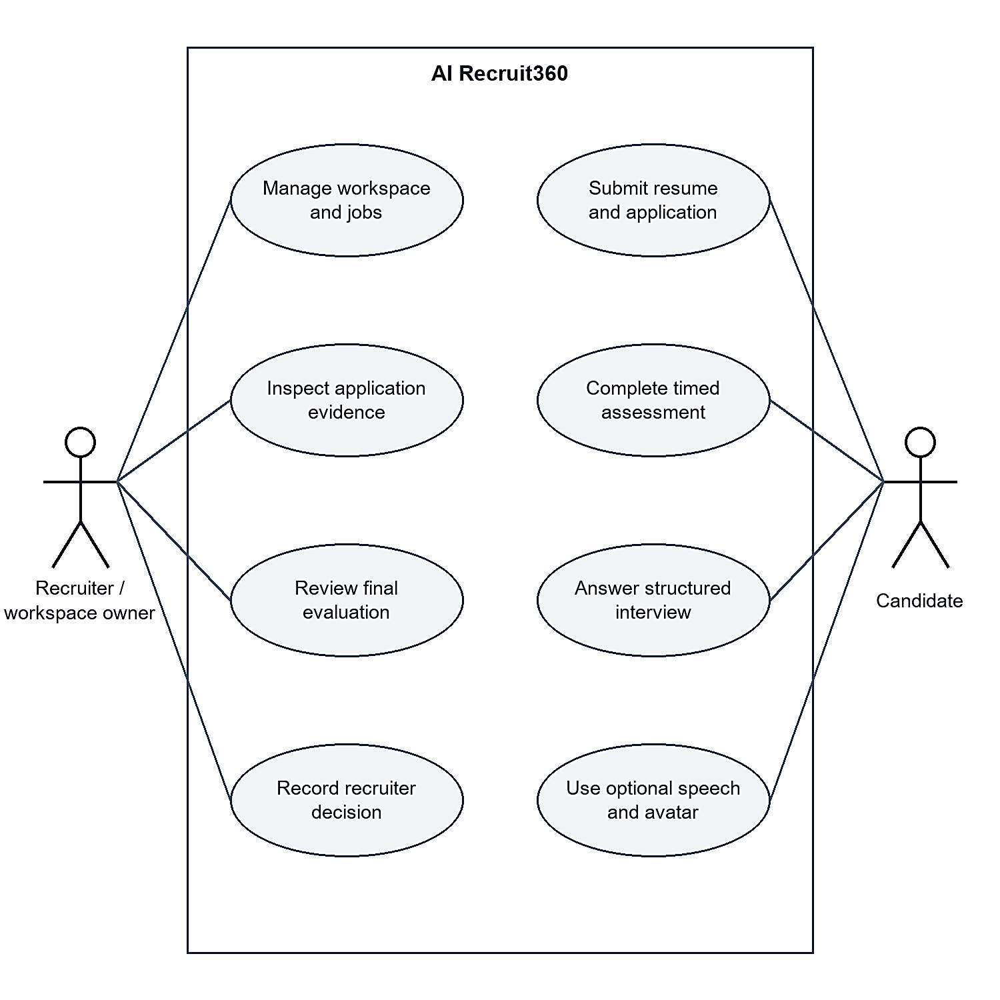 AI Recruit360
Manage workspace
and jobs
Submit resume
and application
Inspect application
evidence
Complete timed
assessment
Recruiter /
workspace owner
Review final
evaluation
Answer structured
interview
Candidate
Record recruiter
decision
Use optional speech
and avatar